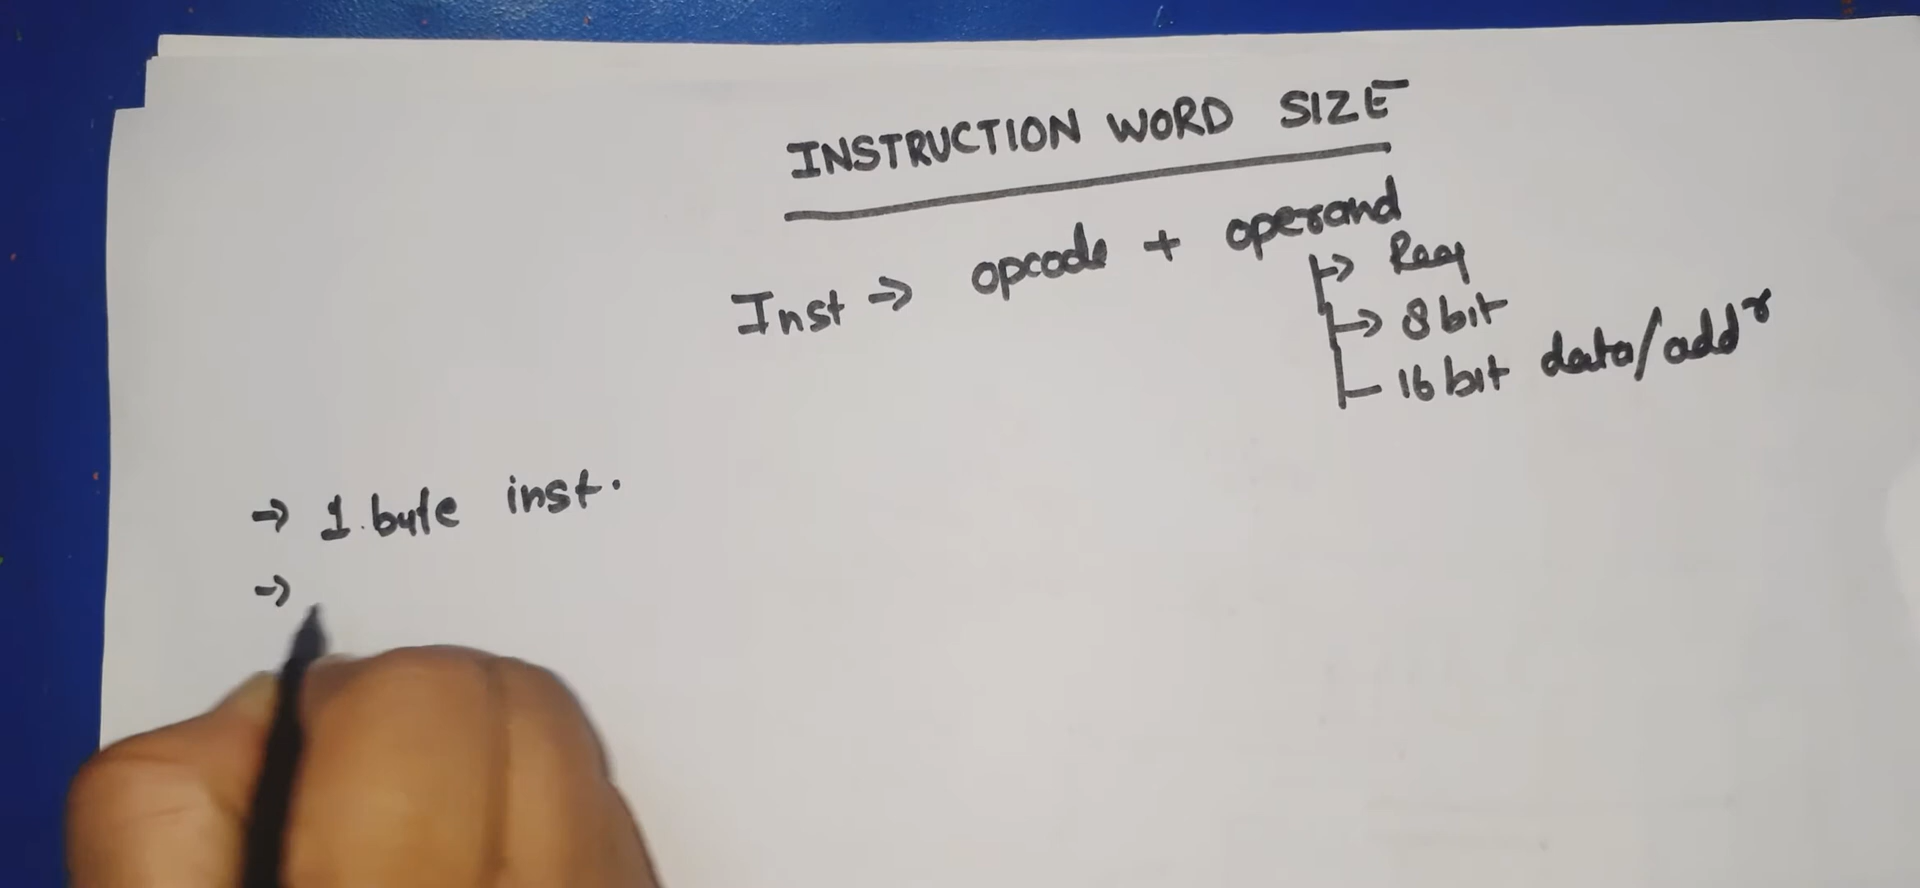 INSTRUCTION WORD SIZE
Inst → opcode + operand
→ Reg
→ 8 bit
16 bit data/addr
→ 1 byte inst.
→